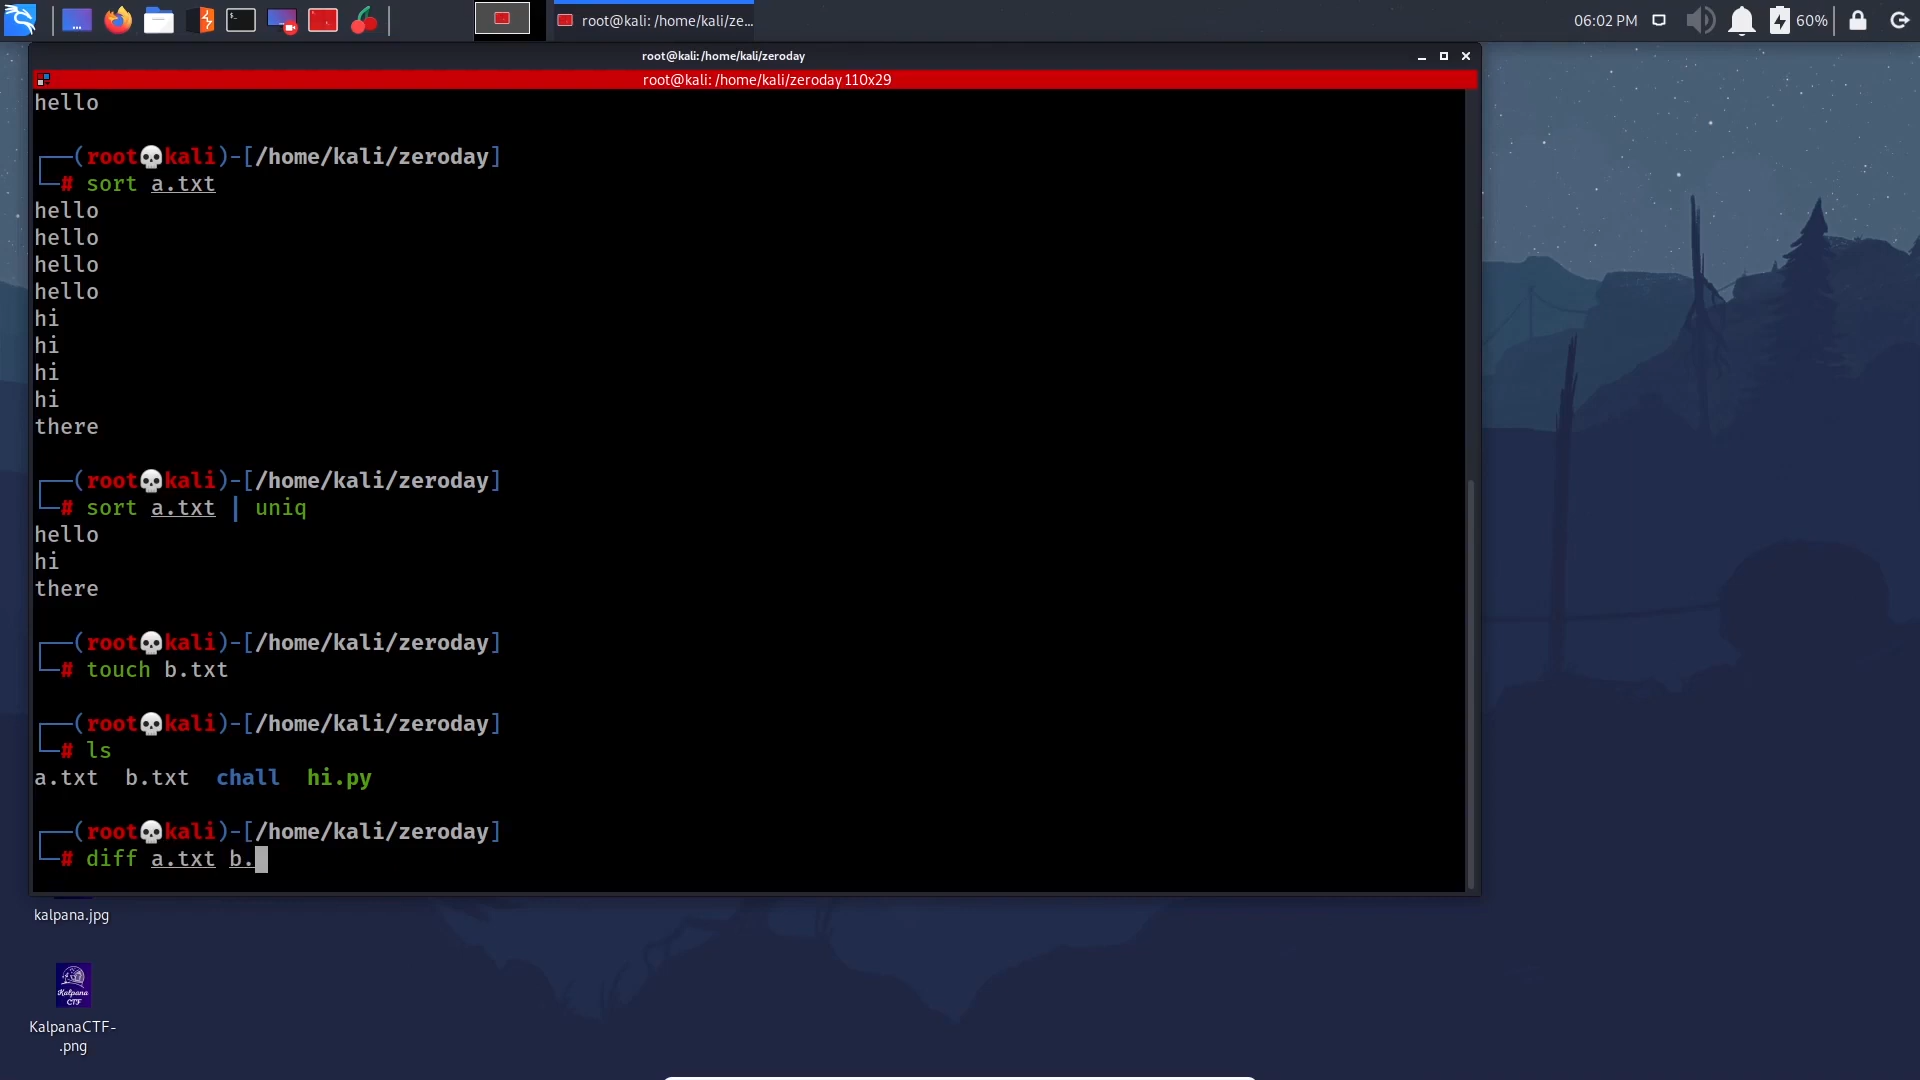 root@kali: /home/kali/ze...
06:02 PM
60%
root@kali: /home/kali/zeroday
root@kali: /home/kali/zeroday 110x29
hello
(root💀kali)-[/home/kali/zeroday]
# sort a.txt
hello
hello
hello
hello
hi
hi
hi
hi
there
(root💀kali)-[/home/kali/zeroday]
# sort a.txt | uniq
hello
hi
there
(root💀kali)-[/home/kali/zeroday]
# touch b.txt
(root💀kali)-[/home/kali/zeroday]
# ls
a.txt  b.txt  chall  hi.py
(root💀kali)-[/home/kali/zeroday]
# diff a.txt b.
kalpana.jpg
Kalpana
CTF
KalpanaCTF-
.png